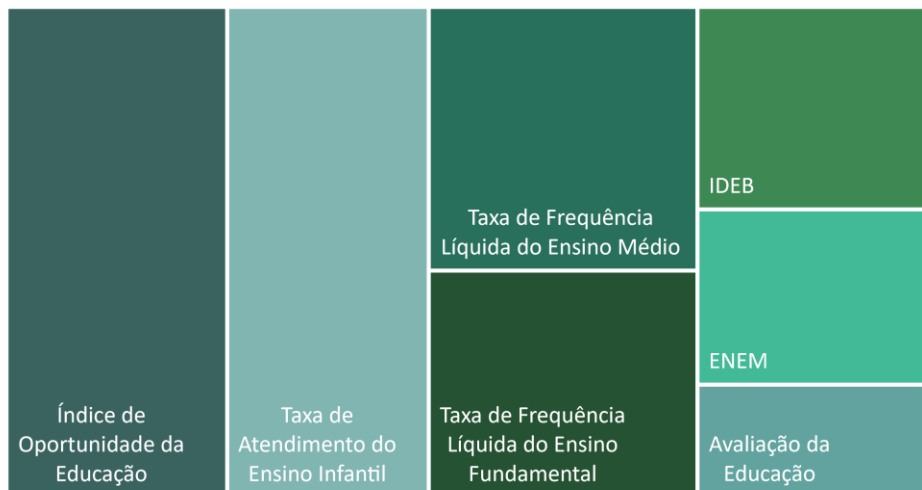 Índice de
Oportunidade da
Educação
Taxa de
Atendimento do
Ensino Infantil
Taxa de Frequência
Líquida do Ensino Médio
Taxa de Frequência
Líquida do Ensino
Fundamental
IDEB
ENEM
Avaliação da
Educação